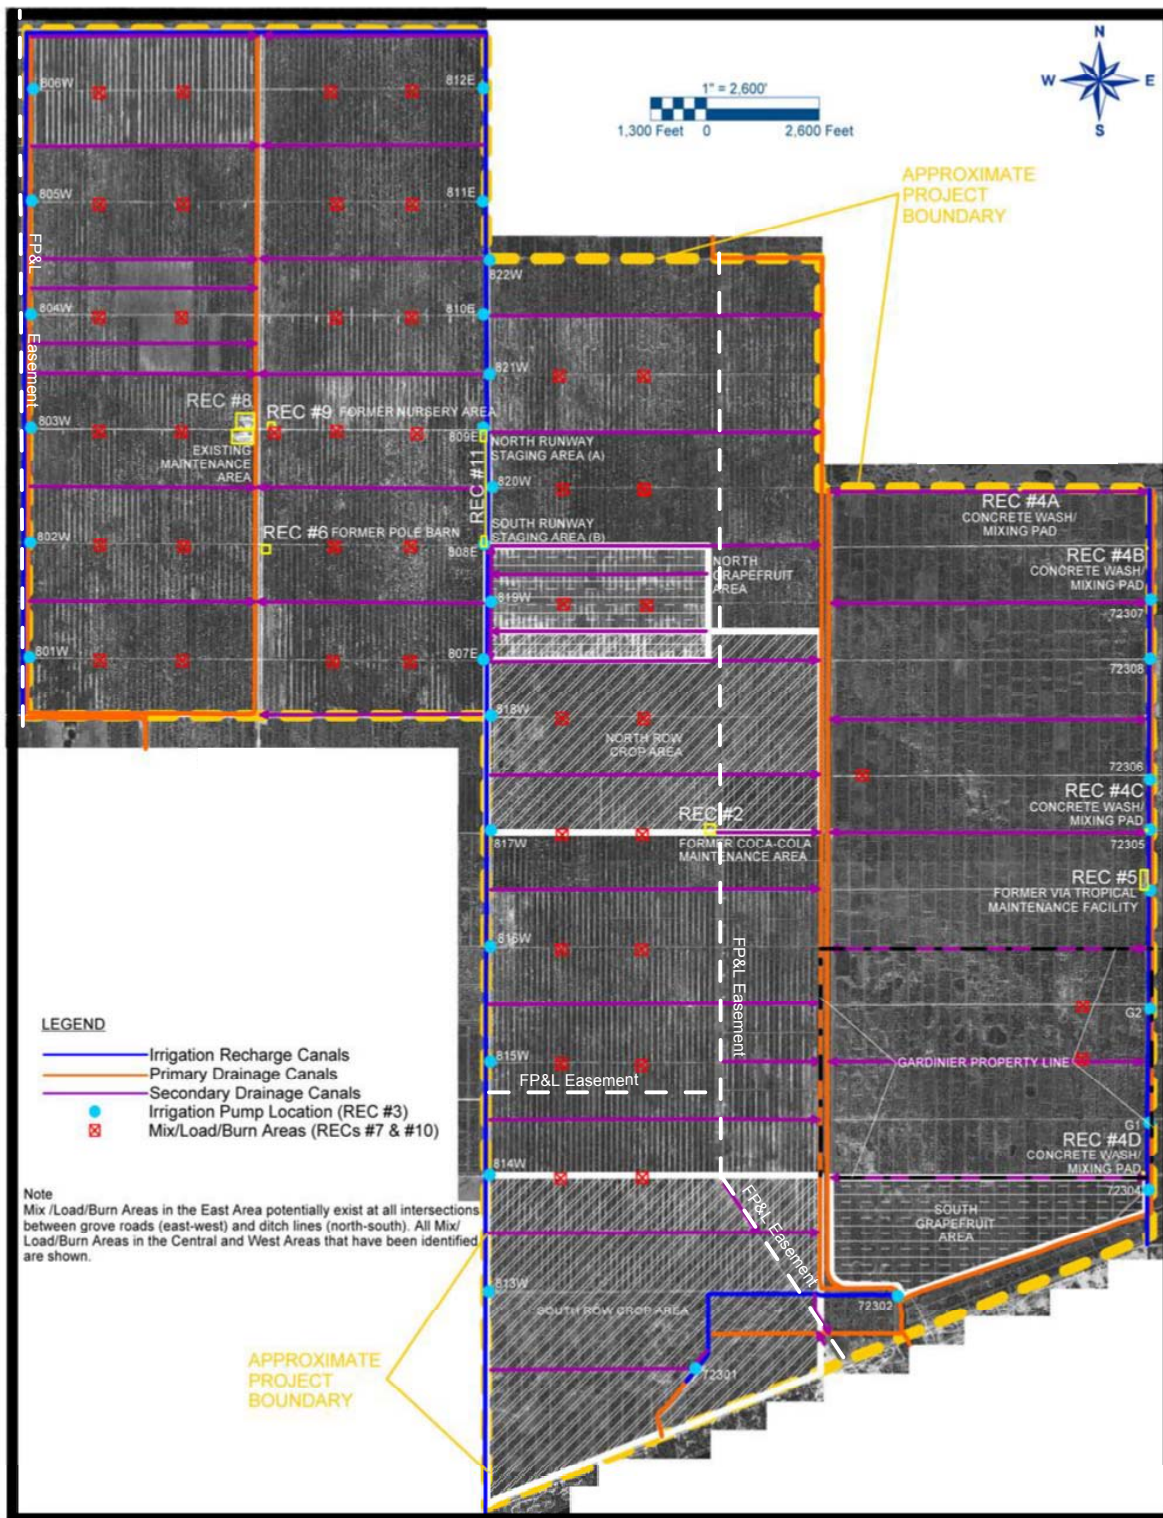 N
W E
S
1" = 2,600'
1,300 Feet 0 2,600 Feet
APPROXIMATE
PROJECT
BOUNDARY
806W
812E
805W
811E
FP&L Easement
822W
804W
810E
821W
REC #8
REC #9 FORMER NURSERY AREA
803W
809E
EXISTING
MAINTENANCE
AREA
REC #11
NORTH RUNWAY
STAGING AREA (A)
820W
REC #4A
CONCRETE WASH/
MIXING PAD
REC #6 FORMER POLE BARN
802W
SOUTH RUNWAY
STAGING AREA (B)
808E
NORTH
GRAPEFRUIT
AREA
REC #4B
CONCRETE WASH/
MIXING PAD
819W
72307
801W
807E
72308
818W
NORTH ROW
CROP AREA
72306
REC #4C
CONCRETE WASH/
MIXING PAD
REC #2
817W
FORMER COCA-COLA
MAINTENANCE AREA
72305
REC #5
FORMER VIA TROPICAL
MAINTENANCE FACILITY
816W
FP&L Easement
G2
815W
GARDINIER PROPERTY LINE
FP&L Easement
G1
REC #4D
CONCRETE WASH/
MIXING PAD
814W
72304
FP&L Easement
SOUTH
GRAPEFRUIT
AREA
813W
SOUTH ROW CROP AREA
72302
72301
LEGEND
Irrigation Recharge Canals
Primary Drainage Canals
Secondary Drainage Canals
Irrigation Pump Location (REC #3)
Mix/Load/Burn Areas (RECs #7 & #10)
Note
Mix /Load/Burn Areas in the East Area potentially exist at all intersections
between grove roads (east-west) and ditch lines (north-south). All Mix/
Load/Burn Areas in the Central and West Areas that have been identified
are shown.
APPROXIMATE
PROJECT
BOUNDARY